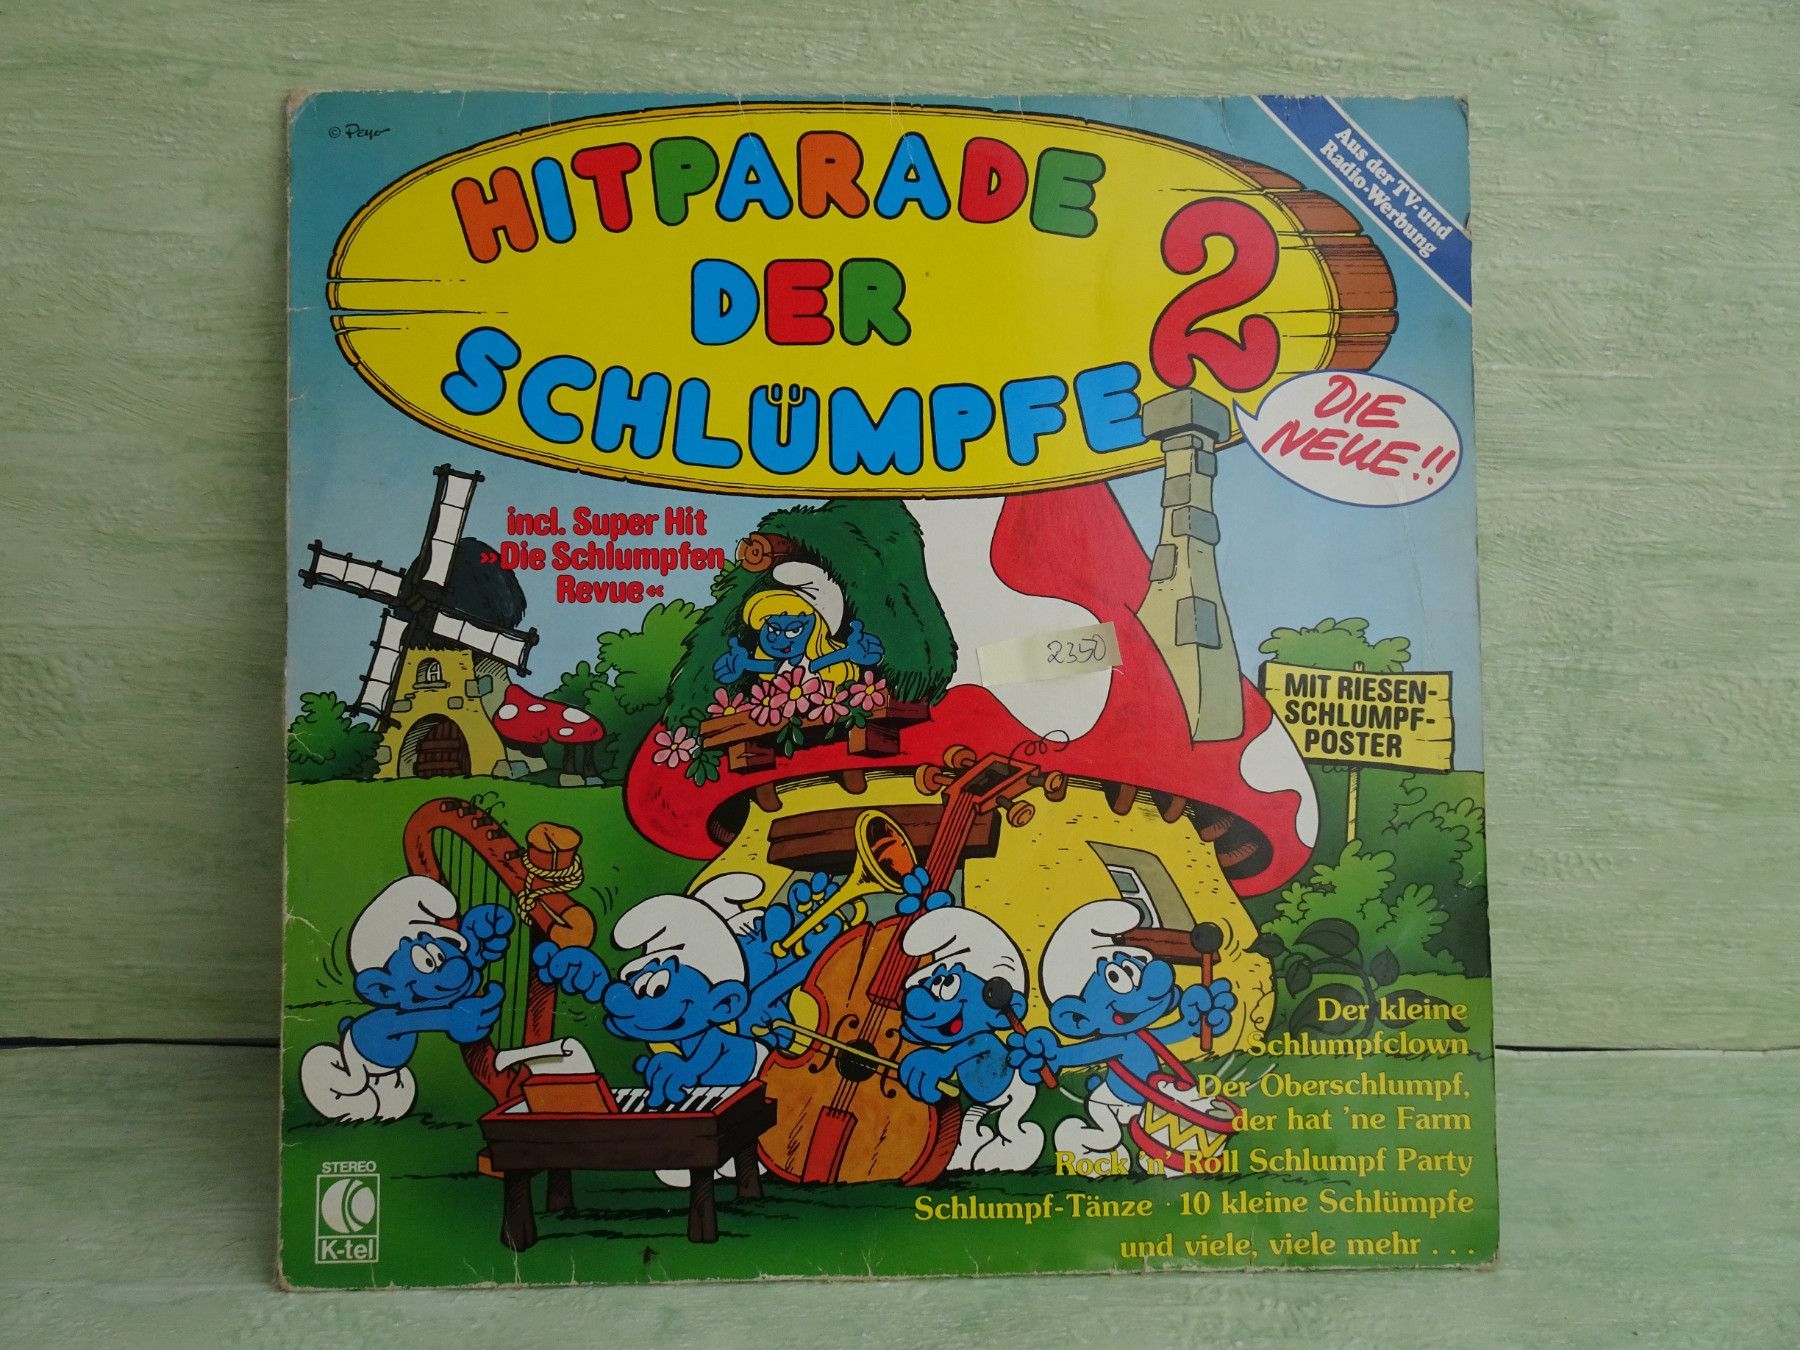 © Peyo
HITPARADE
DER
SCHLÜMPFE
2
Aus der TV- und
Radio-Werbung
DIE
NEUE!!
incl. Super Hit
»Die Schlumpfen
Revue«
2350
MIT RIESEN-
SCHLUMPF-
POSTER
Der kleine
Schlumpfclown
Der Oberschlumpf,
der hat 'ne Farm
Rock 'n' Roll Schlumpf Party
Schlumpf-Tänze · 10 kleine Schlümpfe
und viele, viele mehr . . .
STEREO
K-tel